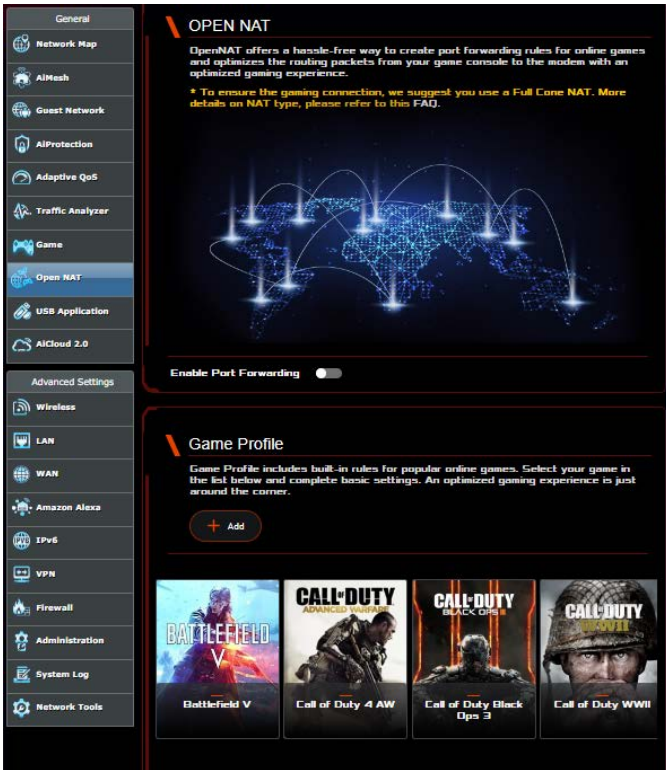 General
Network Map
AiMesh
Guest Network
AiProtection
Adaptive QoS
Traffic Analyzer
Game
Open NAT
USB Application
AiCloud 2.0
Advanced Settings
Wireless
LAN
WAN
Amazon Alexa
IPv6
VPN
Firewall
Administration
System Log
Network Tools
OPEN NAT
OpenNAT offers a hassle-free way to create port forwarding rules for online games
and optimizes the routing packets from your game console to the modem with an
optimized gaming experience.
* To ensure the gaming connection, we suggest you use a Full Cone NAT. More
details on NAT type, please refer to this FAQ.
Enable Port Forwarding
Game Profile
Game Profile includes built-in rules for popular online games. Select your game in
the list below and complete basic settings. An optimized gaming experience is just
around the corner.
+ Add
BATTLEFIELD
V
Battlefield V
CALL OF DUTY
ADVANCED WARFARE
Call of Duty 4 AW
CALL OF DUTY
BLACK OPS III
Call of Duty Black
Ops 3
CALL OF DUTY
WWII
Call of Duty WWII